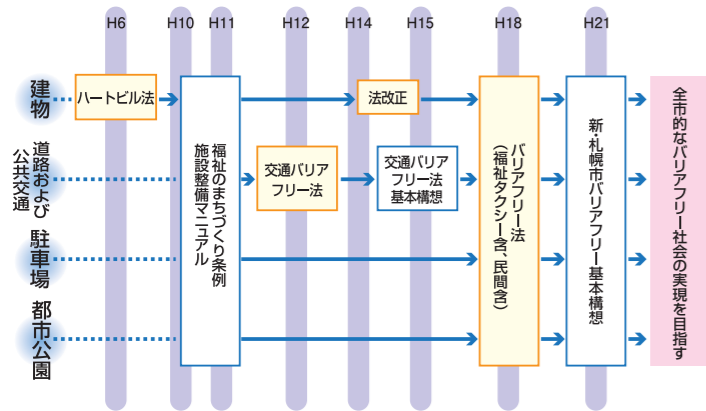 H6
H10
H11
H12
H14
H15
H18
H21
建物
ハートビル法
法改正
道路および
公共交通
交通バリア
フリー法
交通バリア
フリー法
基本構想
駐車場
都市公園
福祉のまちづくり条例
施設整備マニュアル
バリアフリー法
（福祉タクシー含、民間含）
新・札幌市バリアフリー基本構想
全市的なバリアフリー社会の実現を目指す